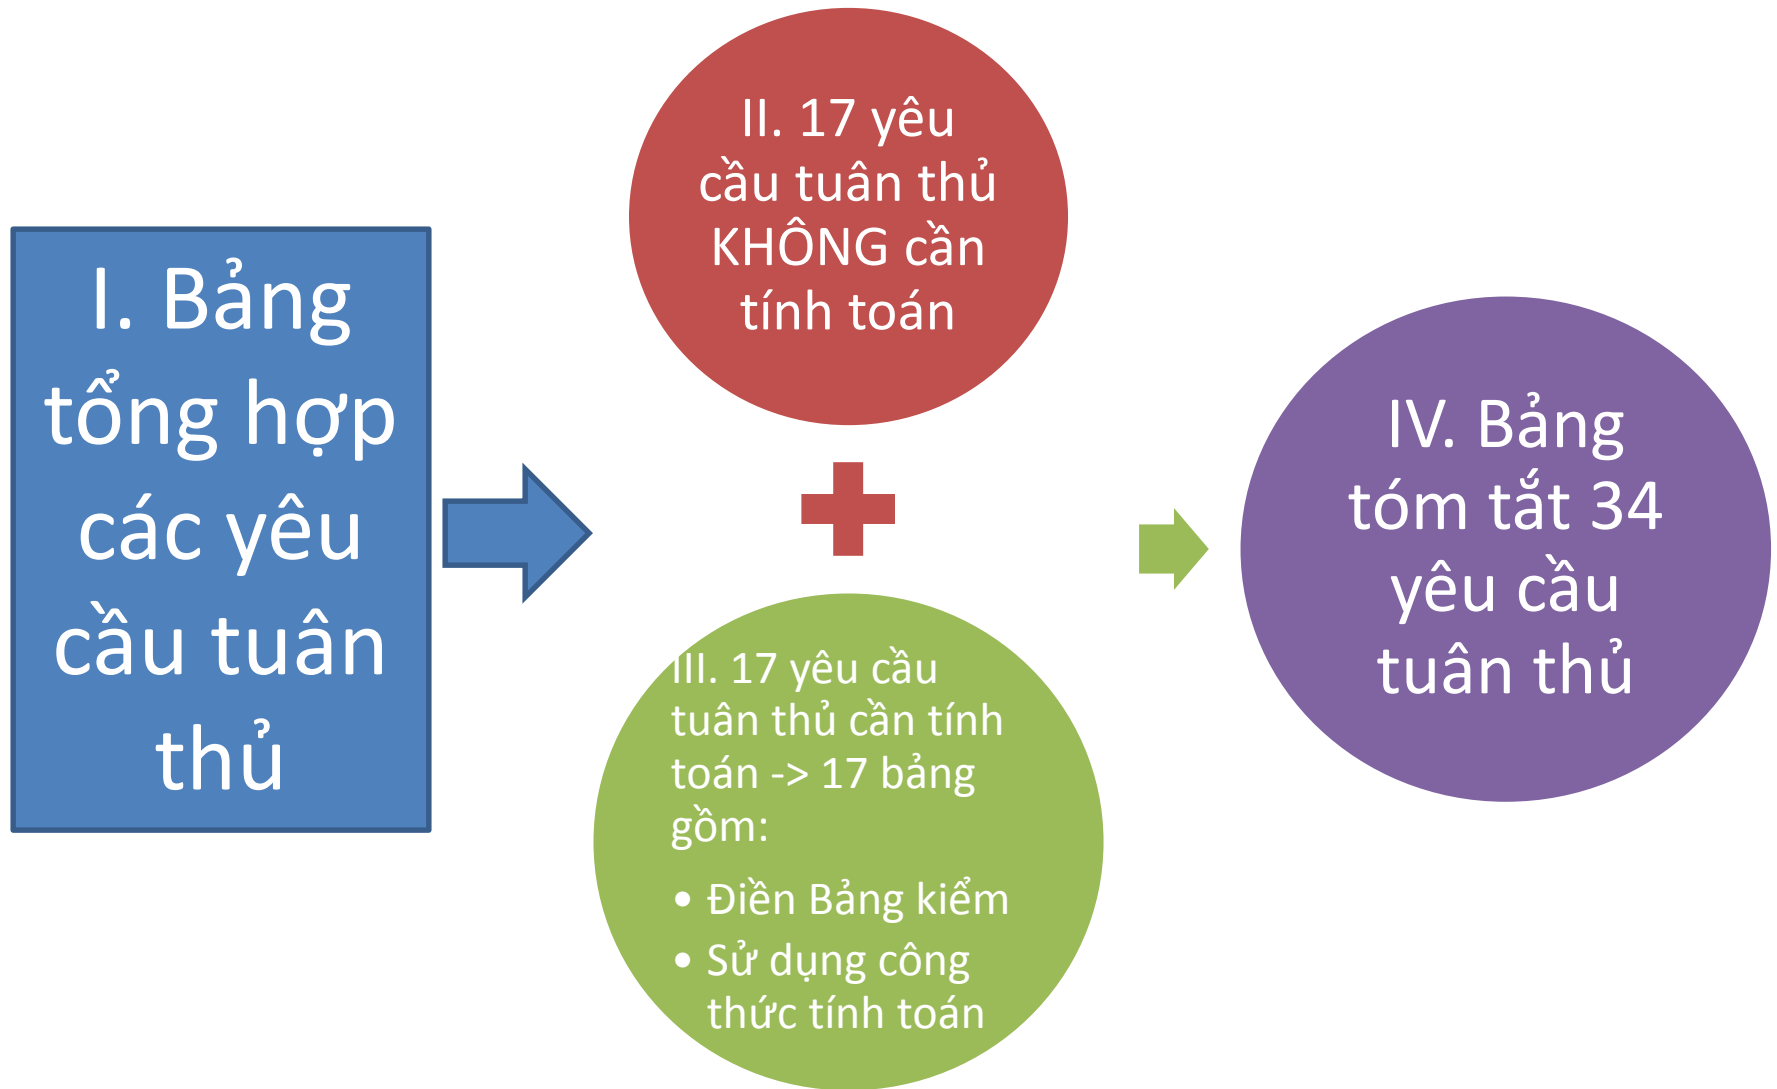 I. Bảng
tổng hợp
các yêu
cầu tuân
thủ
II. 17 yêu
cầu tuân thủ
KHÔNG cần
tính toán
III. 17 yêu cầu
tuân thủ cần tính
toán -> 17 bảng
gồm:
• Điền Bảng kiểm
• Sử dụng công
thức tính toán
IV. Bảng
tóm tắt 34
yêu cầu
tuân thủ